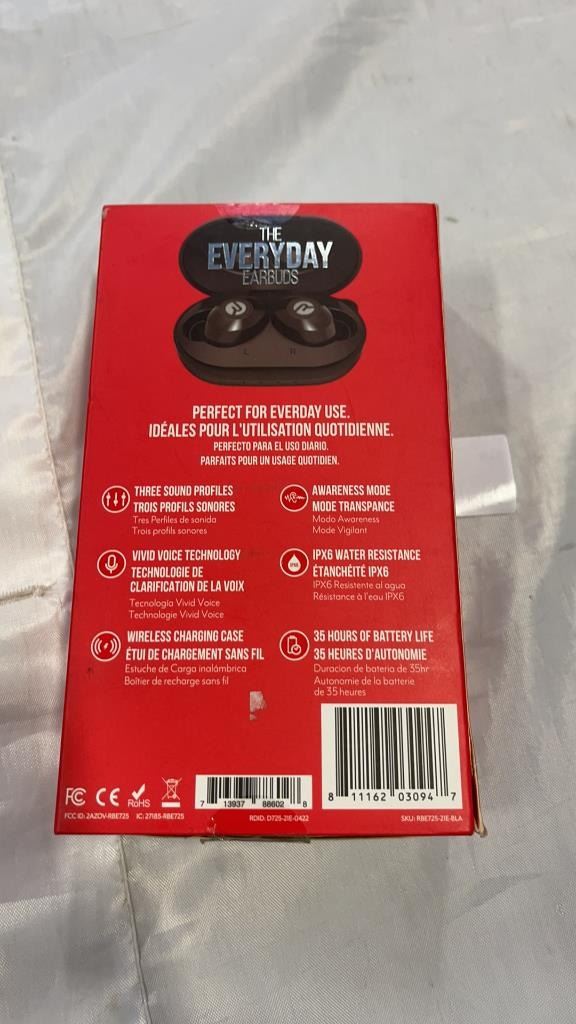 THE
EVERYDAY
EARBUDS
L R
PERFECT FOR EVERDAY USE.
IDÉALES POUR L'UTILISATION QUOTIDIENNE.
PERFECTO PARA EL USO DIARIO.
PARFAITS POUR UN USAGE QUOTIDIEN.
THREE SOUND PROFILES
TROIS PROFILS SONORES
Tres Perfiles de sonida
Trois profils sonores
AWARENESS MODE
MODE TRANSPANCE
Modo Awareness
Mode Vigilant
VIVID VOICE TECHNOLOGY
TECHNOLOGIE DE
CLARIFICATION DE LA VOIX
Tecnología Vivid Voice
Technologie Vivid Voice
IPX6 WATER RESISTANCE
ÉTANCHÉITÉ IPX6
IPX6 Resistente al agua
Résistance à l'eau IPX6
WIRELESS CHARGING CASE
ÉTUI DE CHARGEMENT SANS FIL
Estuche de Carga inalámbrica
Boîtier de recharge sans fil
35 HOURS OF BATTERY LIFE
35 HEURES D'AUTONOMIE
Duracion de bateria de 35hr
Autonomie de la batterie
de 35 heures
FC CE RoHS
7 13937 88602 8
8 11162 03094 7
FCC ID: 2AZOV-RBE725 IC: 27185-RBE725
RDID: D725-21E-0422
SKU: RBE725-21E-BLA